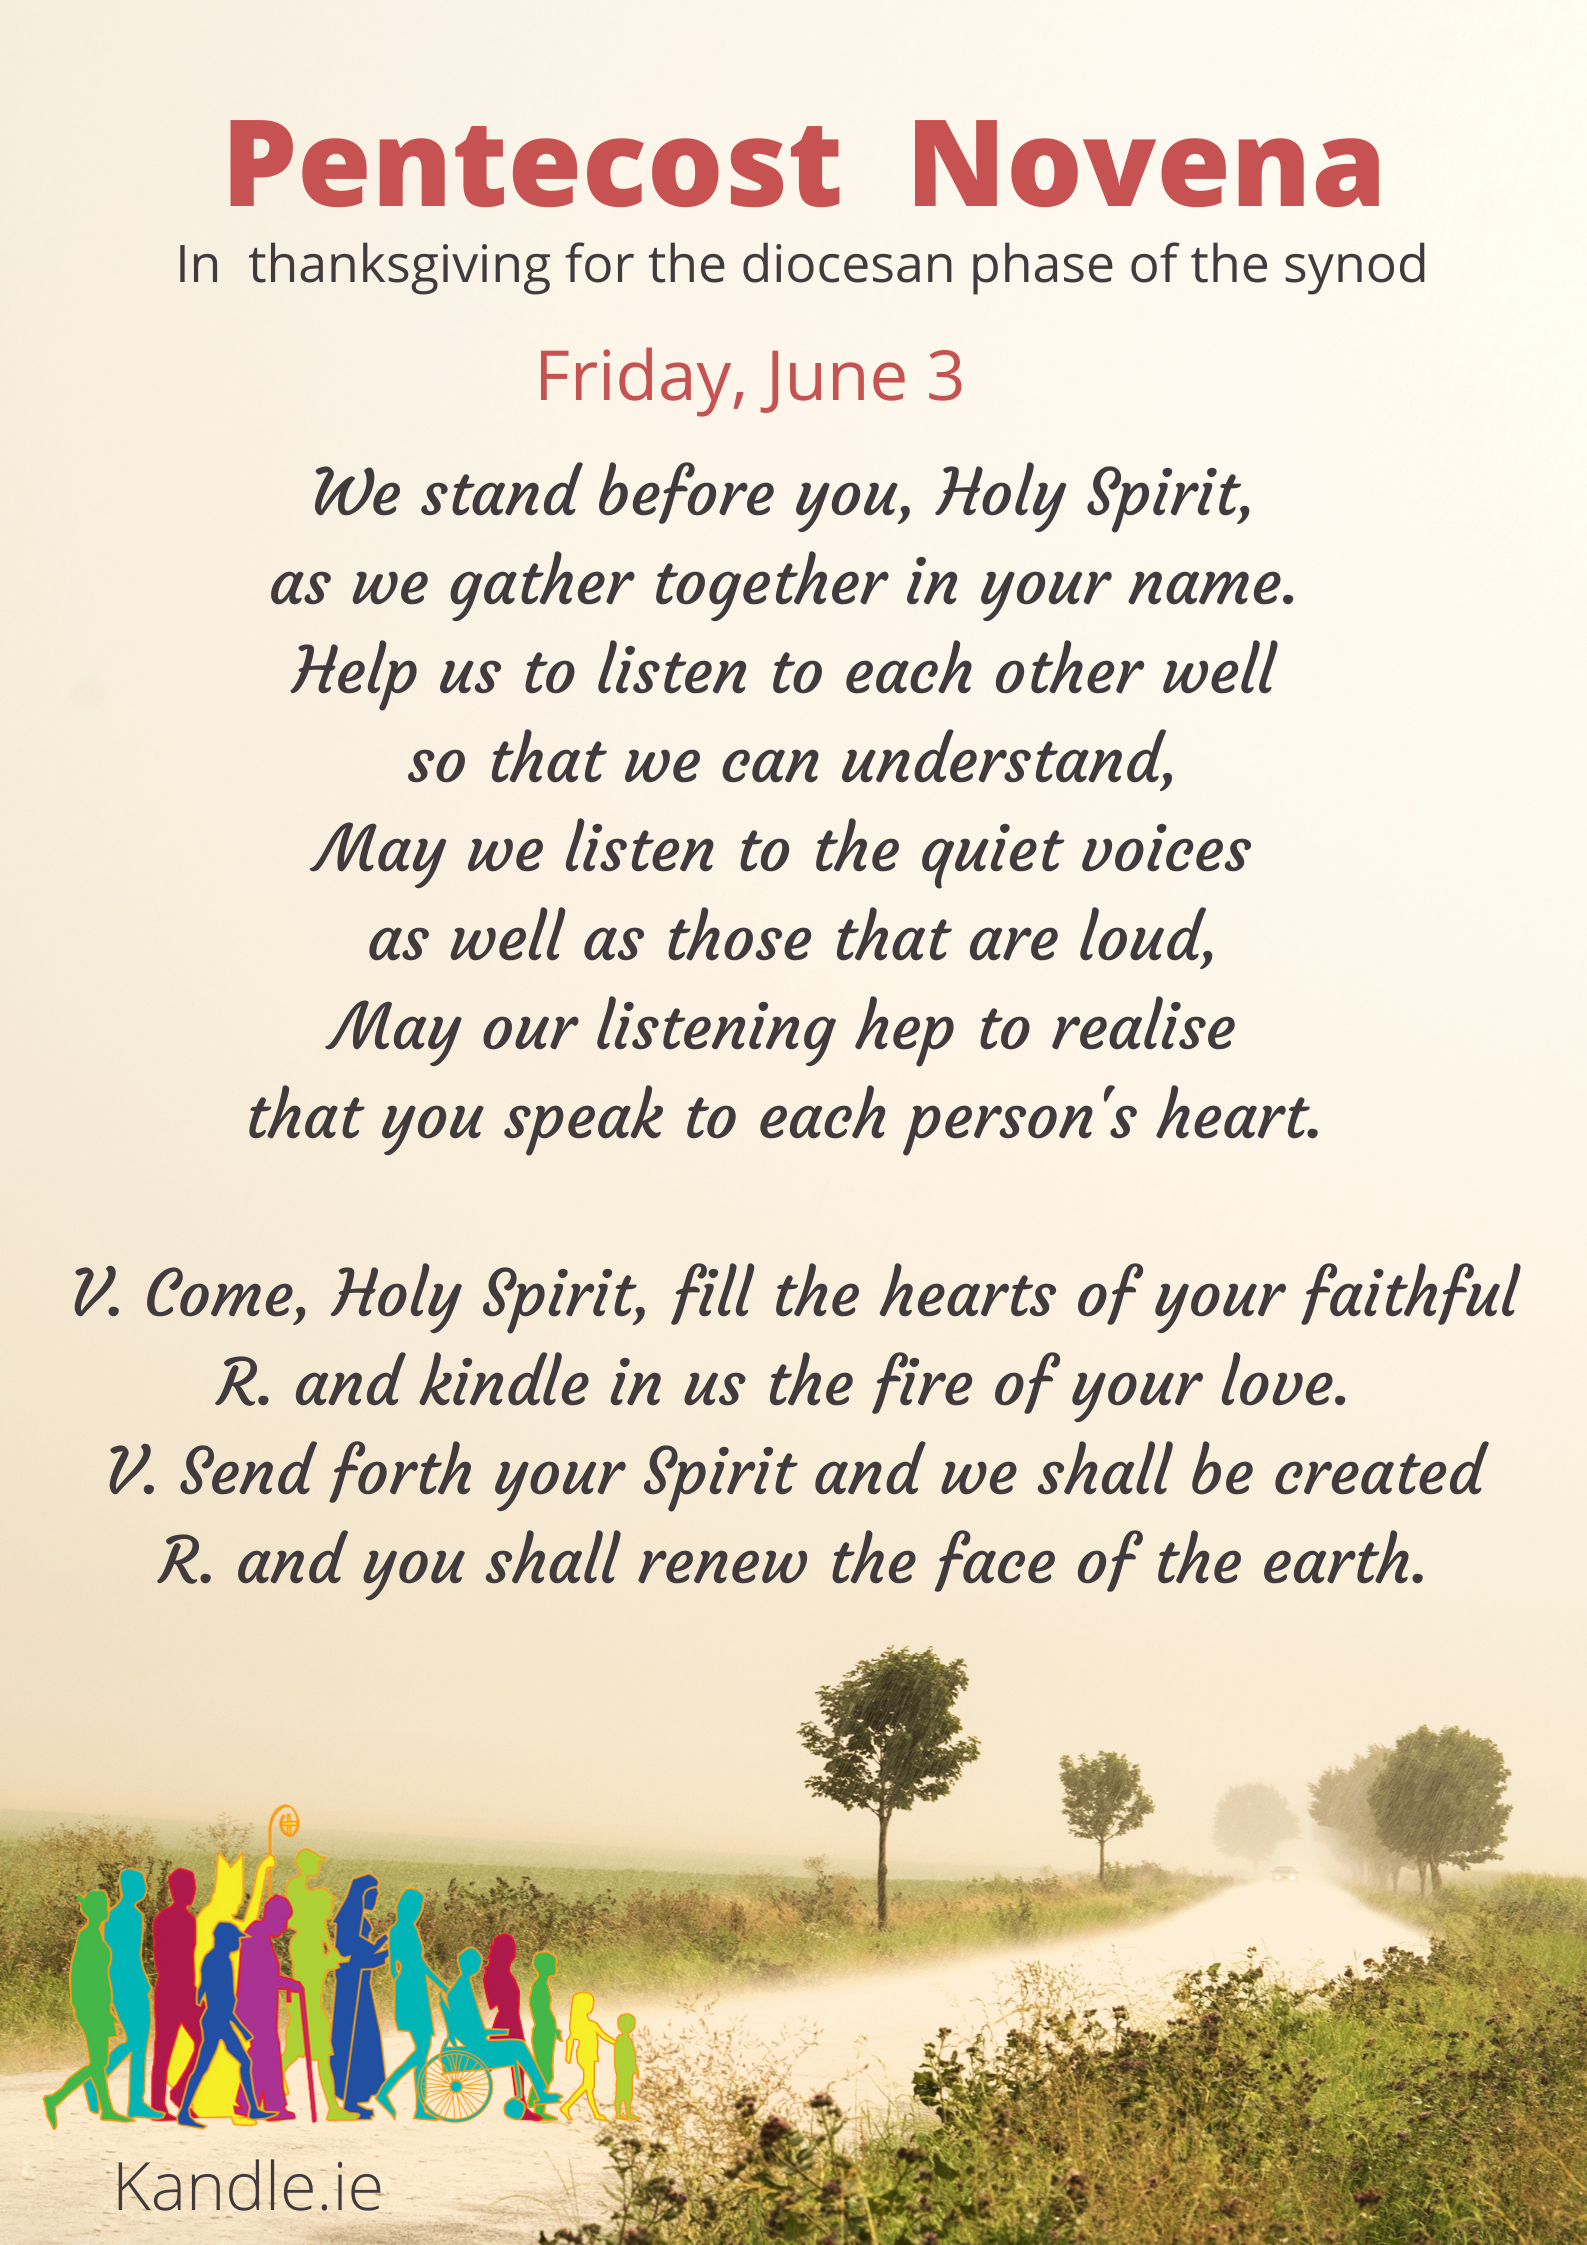 Pentecost Novena
In thanksgiving for the diocesan phase of the synod
Friday, June 3
We stand before you, Holy Spirit,
as we gather together in your name.
Help us to listen to each other well
so that we can understand,
May we listen to the quiet voices
as well as those that are loud,
May our listening hep to realise
that you speak to each person's heart.
V. Come, Holy Spirit, fill the hearts of your faithful
R. and kindle in us the fire of your love.
V. Send forth your Spirit and we shall be created
R. and you shall renew the face of the earth.
Kandle.ie